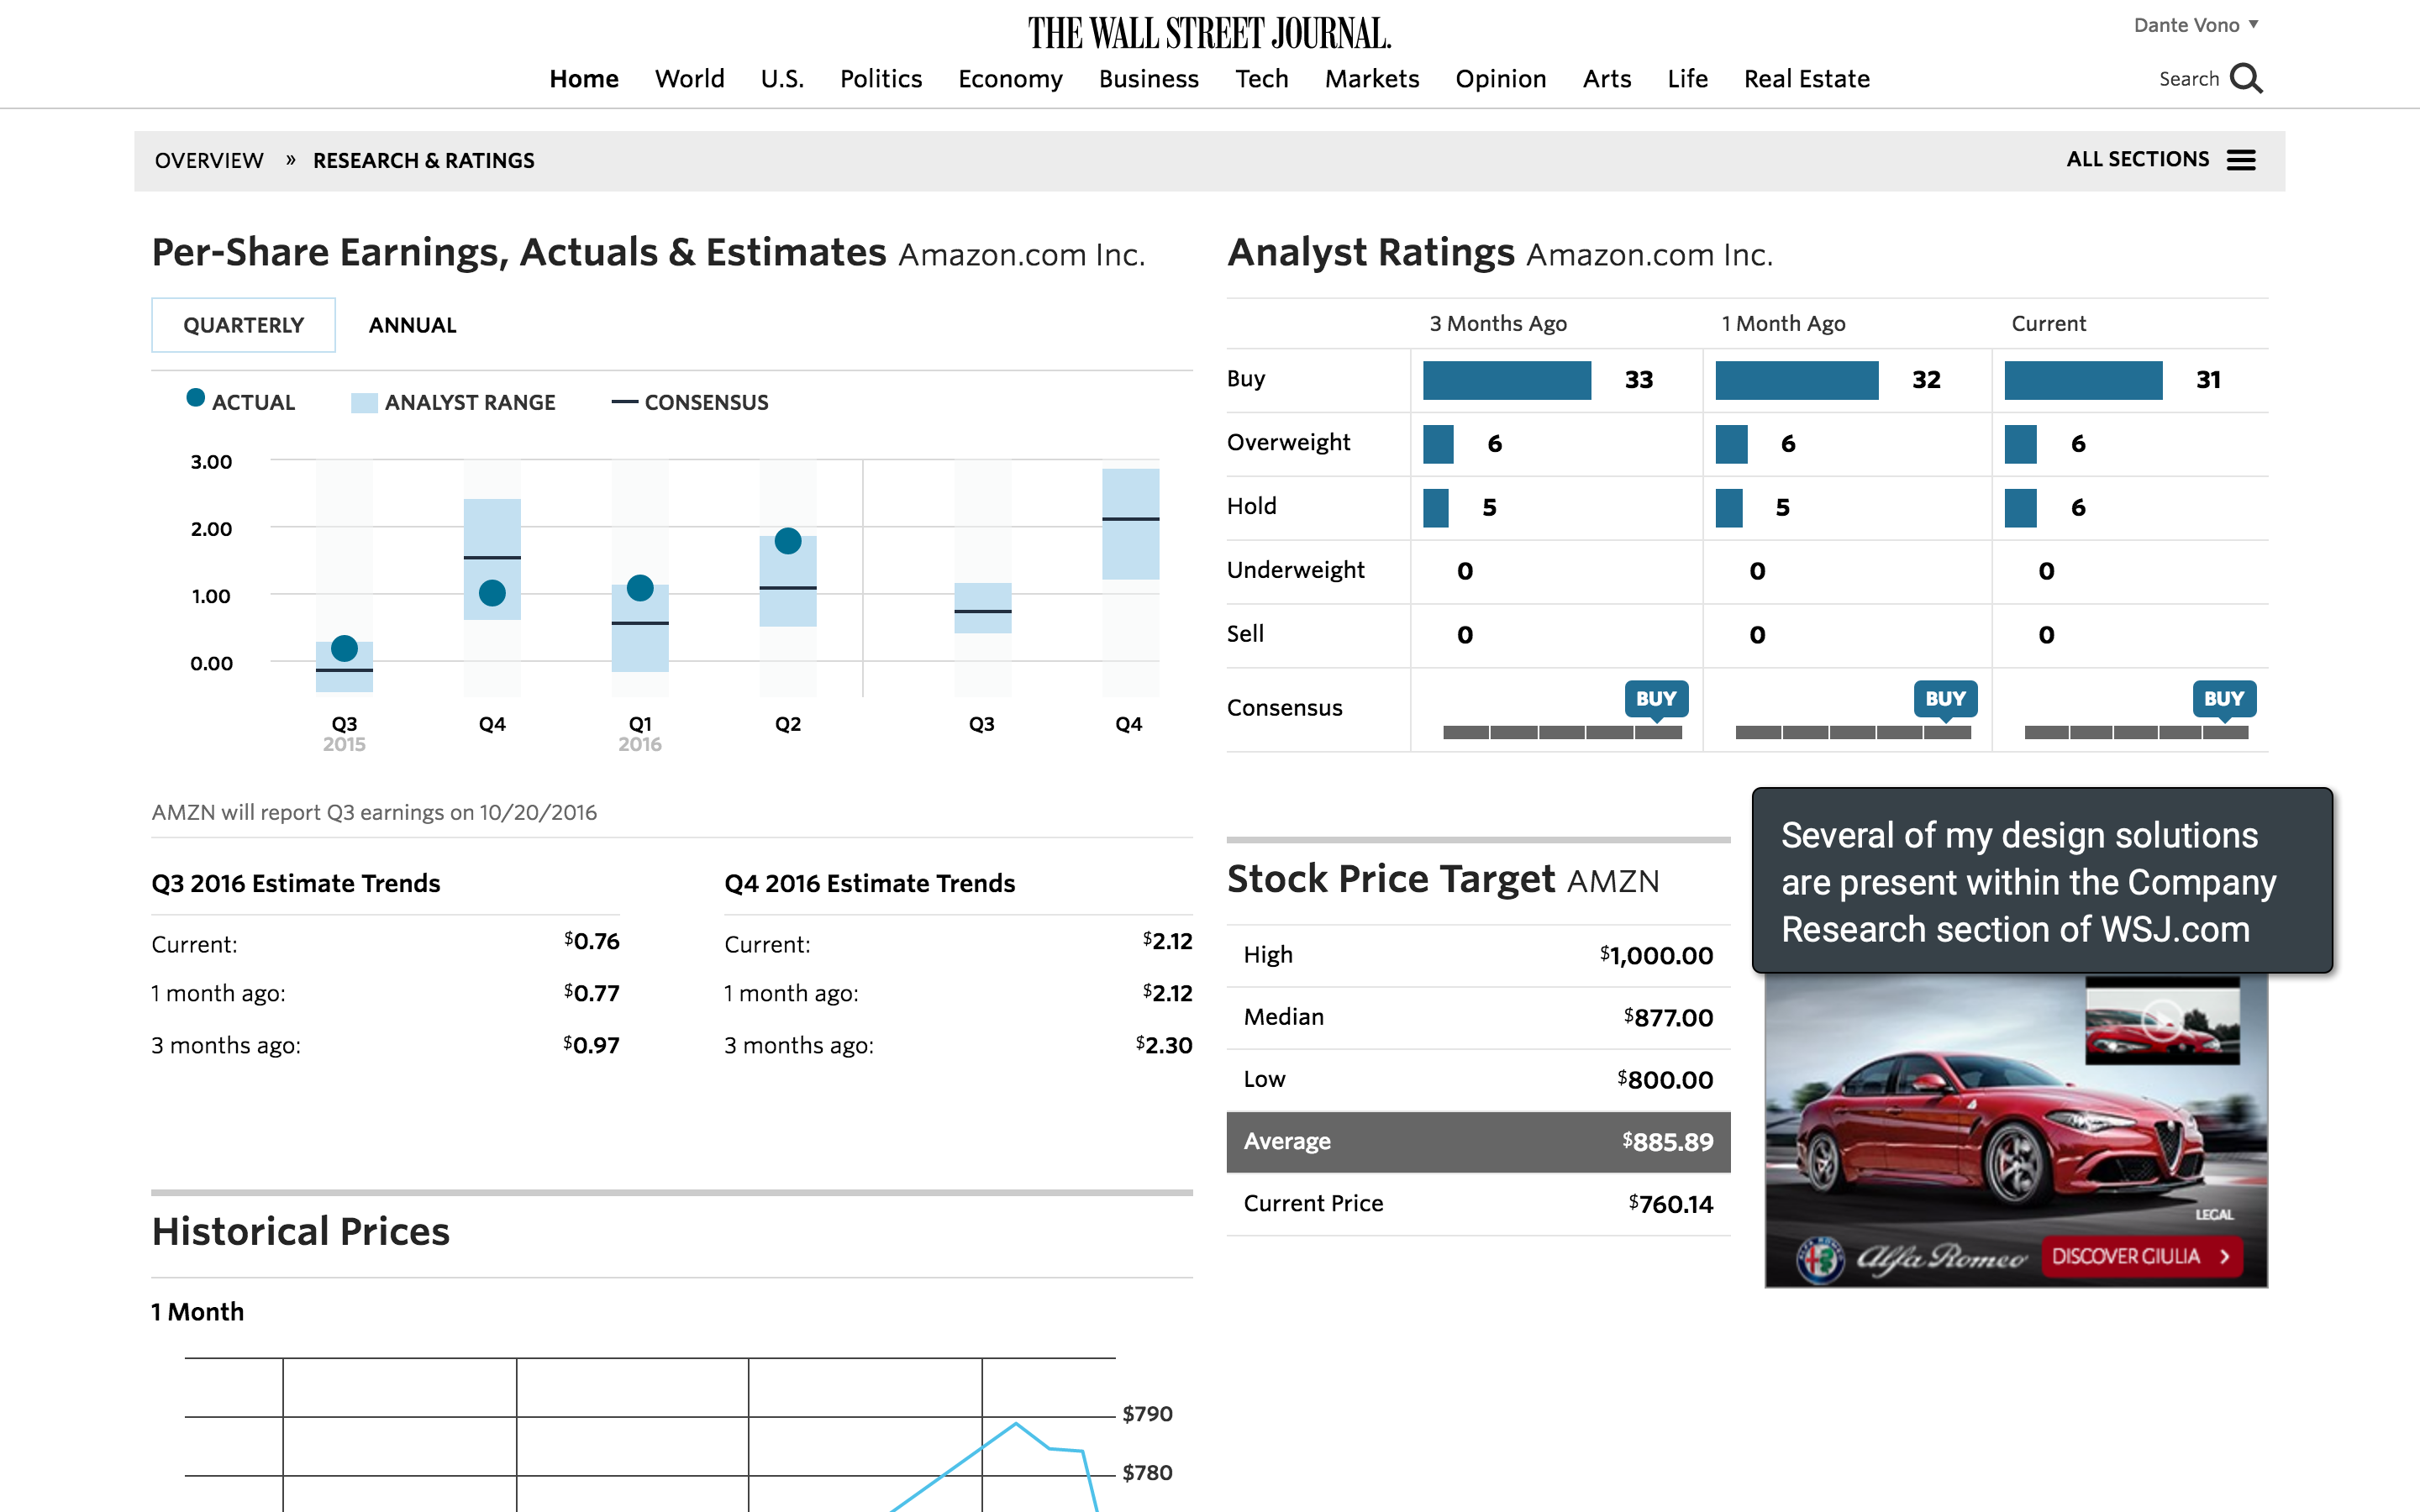 THE WALL STREET JOURNAL.
Dante Vono ▼
Home World U.S. Politics Economy Business Tech Markets Opinion Arts Life Real Estate
Search
OVERVIEW » RESEARCH & RATINGS
ALL SECTIONS
Per-Share Earnings, Actuals & Estimates Amazon.com Inc.
QUARTERLY ANNUAL
ACTUAL ANALYST RANGE CONSENSUS
3.00
2.00
1.00
0.00
Q3 Q4 Q1 Q2 Q3 Q4
2015 2016
AMZN will report Q3 earnings on 10/20/2016
Q3 2016 Estimate Trends
Current: $0.76
1 month ago: $0.77
3 months ago: $0.97
Q4 2016 Estimate Trends
Current: $2.12
1 month ago: $2.12
3 months ago: $2.30
Historical Prices
1 Month
$790
$780
Analyst Ratings Amazon.com Inc.
3 Months Ago 1 Month Ago Current
Buy 33 32 31
Overweight 6 6 6
Hold 5 5 6
Underweight 0 0 0
Sell 0 0 0
Consensus BUY BUY BUY
Stock Price Target AMZN
High $1,000.00
Median $877.00
Low $800.00
Average $885.89
Current Price $760.14
Several of my design solutions
are present within the Company
Research section of WSJ.com
LEGAL
Alfa Romeo DISCOVER GIULIA